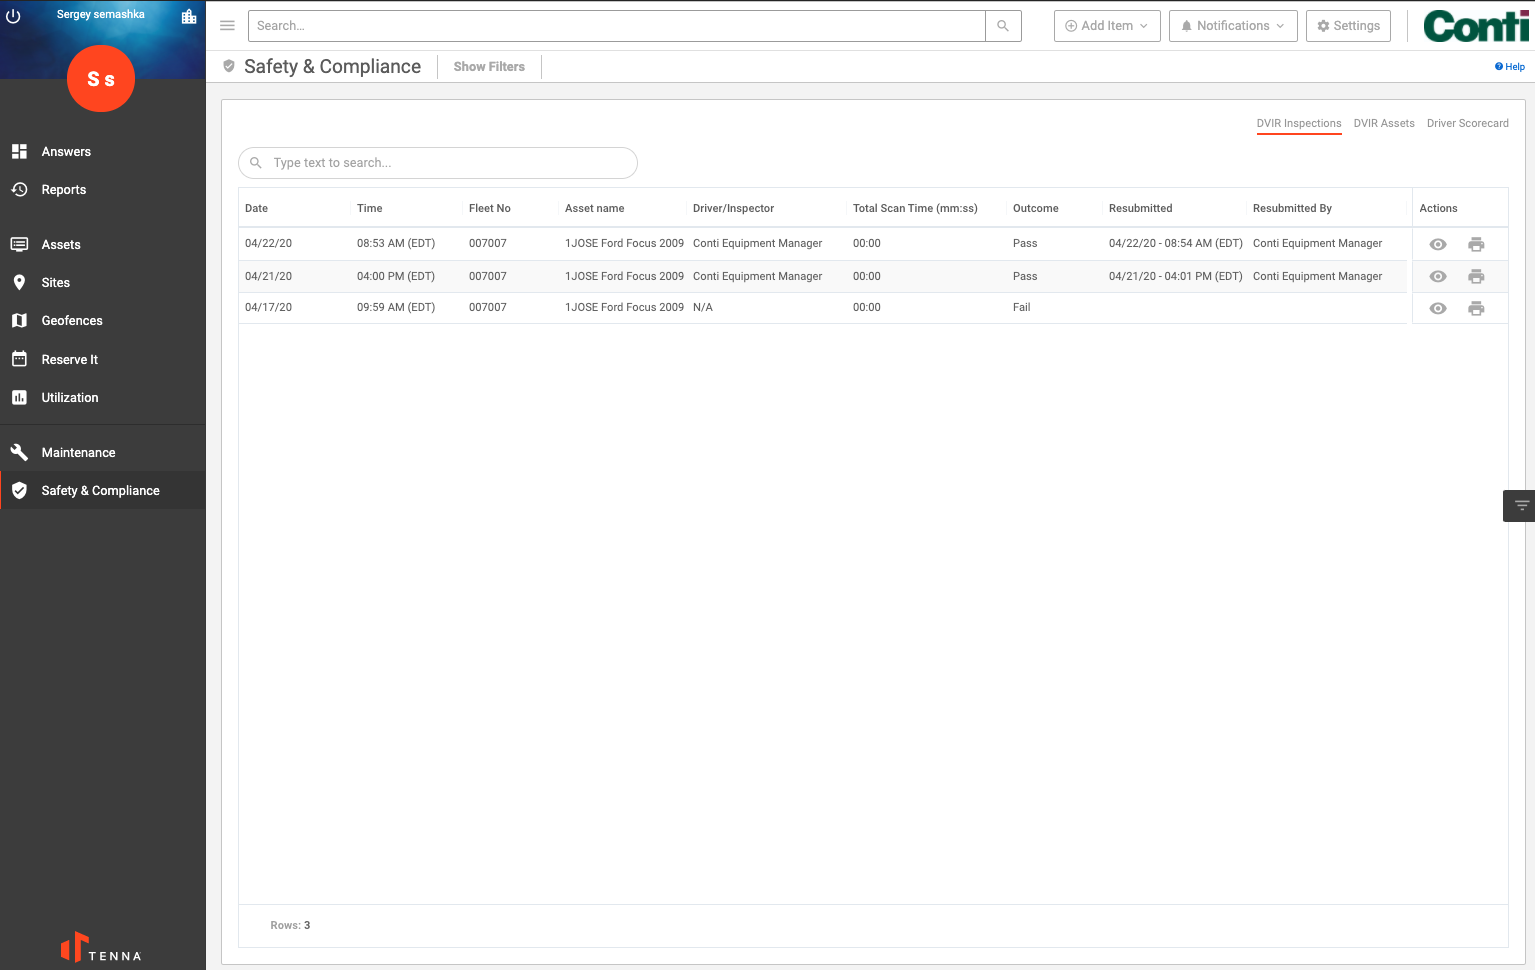 Sergey semashka
S s
Answers
Reports
Assets
Sites
Geofences
Reserve It
Utilization
Maintenance
Safety & Compliance
TENNA
Search...
Add Item
Notifications
Settings
Conti
Safety & Compliance
Show Filters
Help
DVIR Inspections DVIR Assets Driver Scorecard
Type text to search...
Date Time Fleet No Asset name Driver/Inspector Total Scan Time (mm:ss) Outcome Resubmitted Resubmitted By Actions
04/22/20 08:53 AM (EDT) 007007 1JOSE Ford Focus 2009 Conti Equipment Manager 00:00 Pass 04/22/20 - 08:54 AM (EDT) Conti Equipment Manager
04/21/20 04:00 PM (EDT) 007007 1JOSE Ford Focus 2009 Conti Equipment Manager 00:00 Pass 04/21/20 - 04:01 PM (EDT) Conti Equipment Manager
04/17/20 09:59 AM (EDT) 007007 1JOSE Ford Focus 2009 N/A 00:00 Fail
Rows: 3